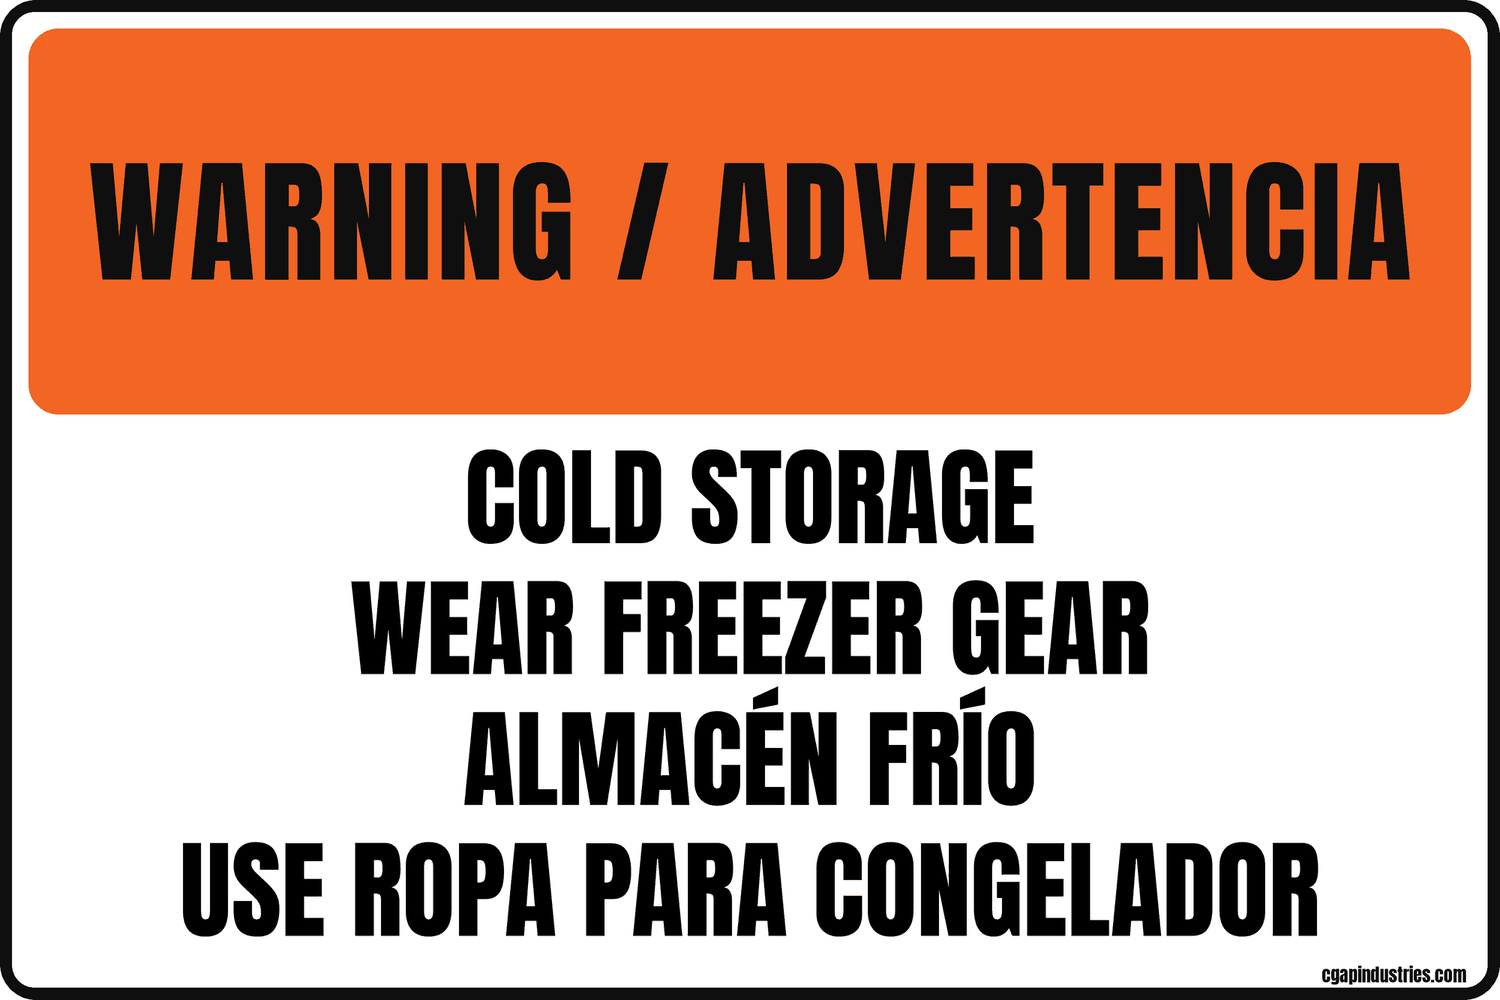 WARNING / ADVERTENCIA
COLD STORAGE
WEAR FREEZER GEAR
ALMACÉN FRÍO
USE ROPA PARA CONGELADOR
cgapindustries.com